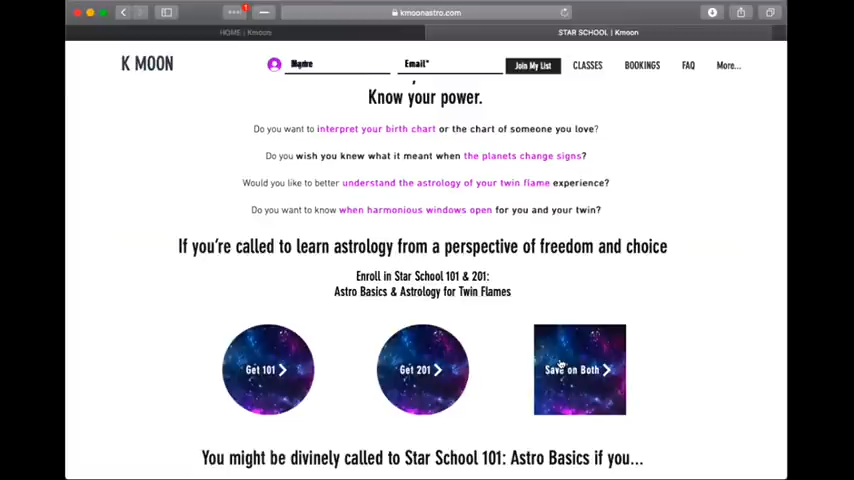 kmoonastro.com
1
HOME | Kmoon
STAR SCHOOL | Kmoon
K MOON
Name
Email*
Join My List
CLASSES
BOOKINGS
FAQ
More...
Know your power.
Do you want to interpret your birth chart or the chart of someone you love?
Do you wish you knew what it meant when the planets change signs?
Would you like to better understand the astrology of your twin flame experience?
Do you want to know when harmonious windows open for you and your twin?
If you're called to learn astrology from a perspective of freedom and choice
Enroll in Star School 101 & 201:
Astro Basics & Astrology for Twin Flames
Get 101
Get 201
Save on Both
You might be divinely called to Star School 101: Astro Basics if you...